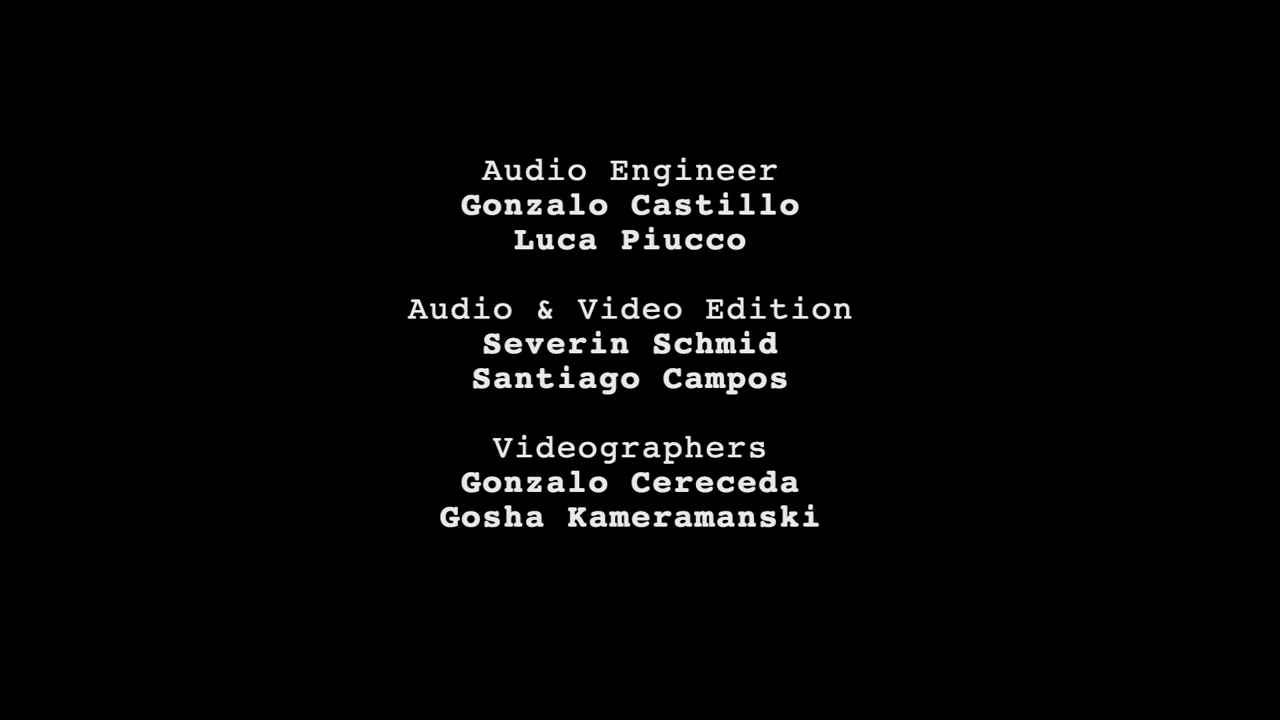 Audio Engineer
Gonzalo Castillo
Luca Piucco
Audio & Video Edition
Severin Schmid
Santiago Campos
Videographers
Gonzalo Cereceda
Gosha Kameramanski